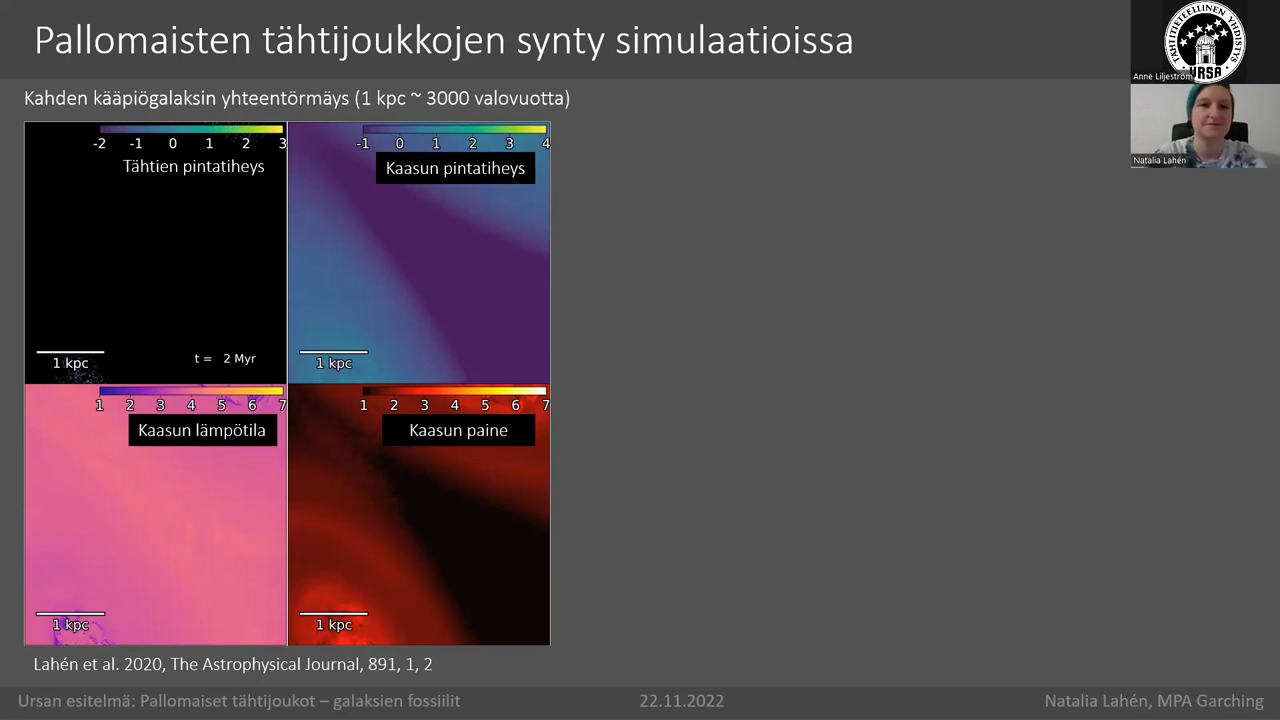 Pallomaisten tähtijoukkojen synty simulaatioissa
TÄHTITIETEELLINEN YHDISTYS
URSA
Anne Liljeström
Natalia Lahén
Kahden kääpiögalaksin yhteentörmäys (1 kpc ~ 3000 valovuotta)
-2 -1 0 1 2 3
Tähtien pintatiheys
1 kpc
t = 2 Myr
-1 0 1 2 3 4
Kaasun pintatiheys
1 kpc
1 2 3 4 5 6 7
Kaasun lämpötila
1 kpc
1 2 3 4 5 6 7
Kaasun paine
1 kpc
Lahén et al. 2020, The Astrophysical Journal, 891, 1, 2
Ursan esitelmä: Pallomaiset tähtijoukot – galaksien fossiilit
22.11.2022
Natalia Lahén, MPA Garching